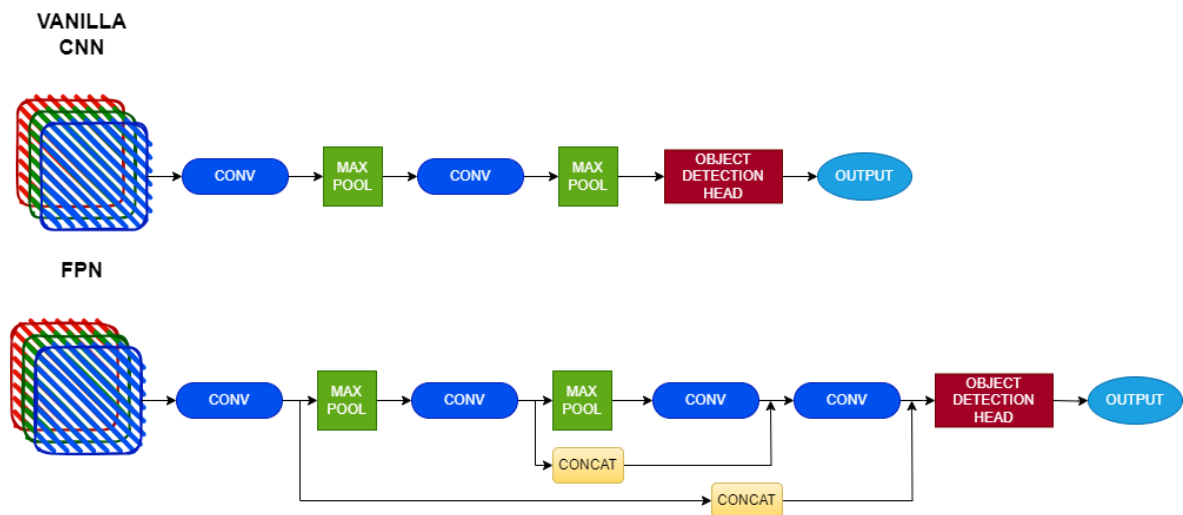 VANILLA
CNN
CONV
MAX
POOL
CONV
MAX
POOL
OBJECT
DETECTION
HEAD
OUTPUT
FPN
CONV
MAX
POOL
CONV
MAX
POOL
CONV
CONV
OBJECT
DETECTION
HEAD
OUTPUT
CONCAT
CONCAT